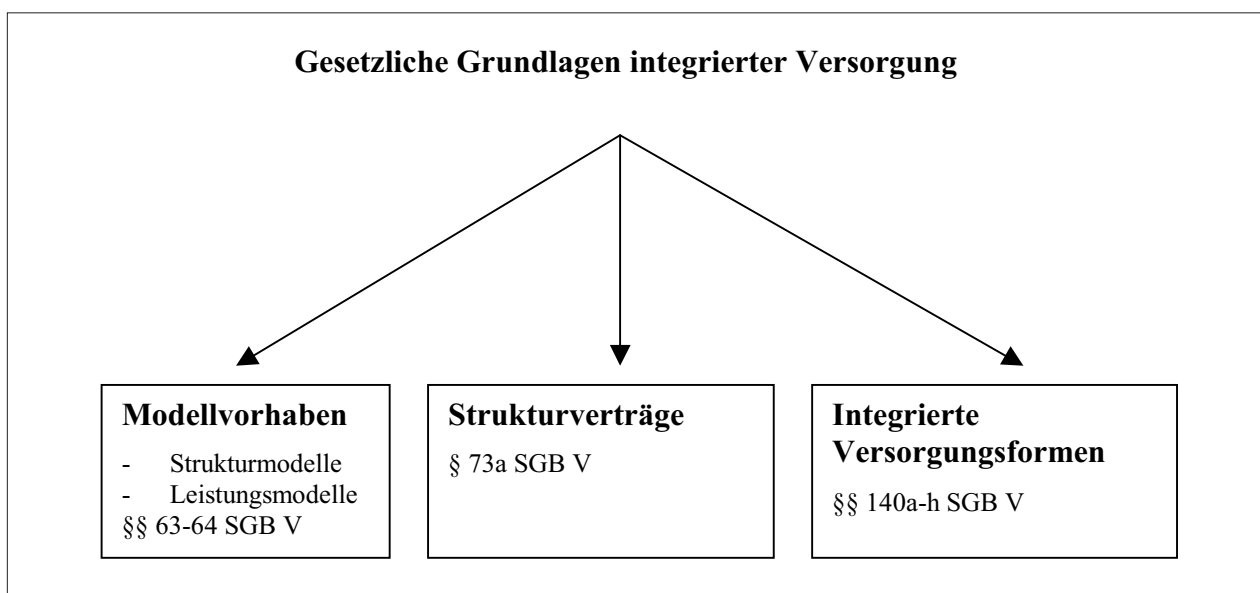 Gesetzliche Grundlagen integrierter Versorgung
Modellvorhaben
- Strukturmodelle
- Leistungsmodelle
§§ 63-64 SGB V
Strukturverträge
§ 73a SGB V
Integrierte
Versorgungsformen
§§ 140a-h SGB V